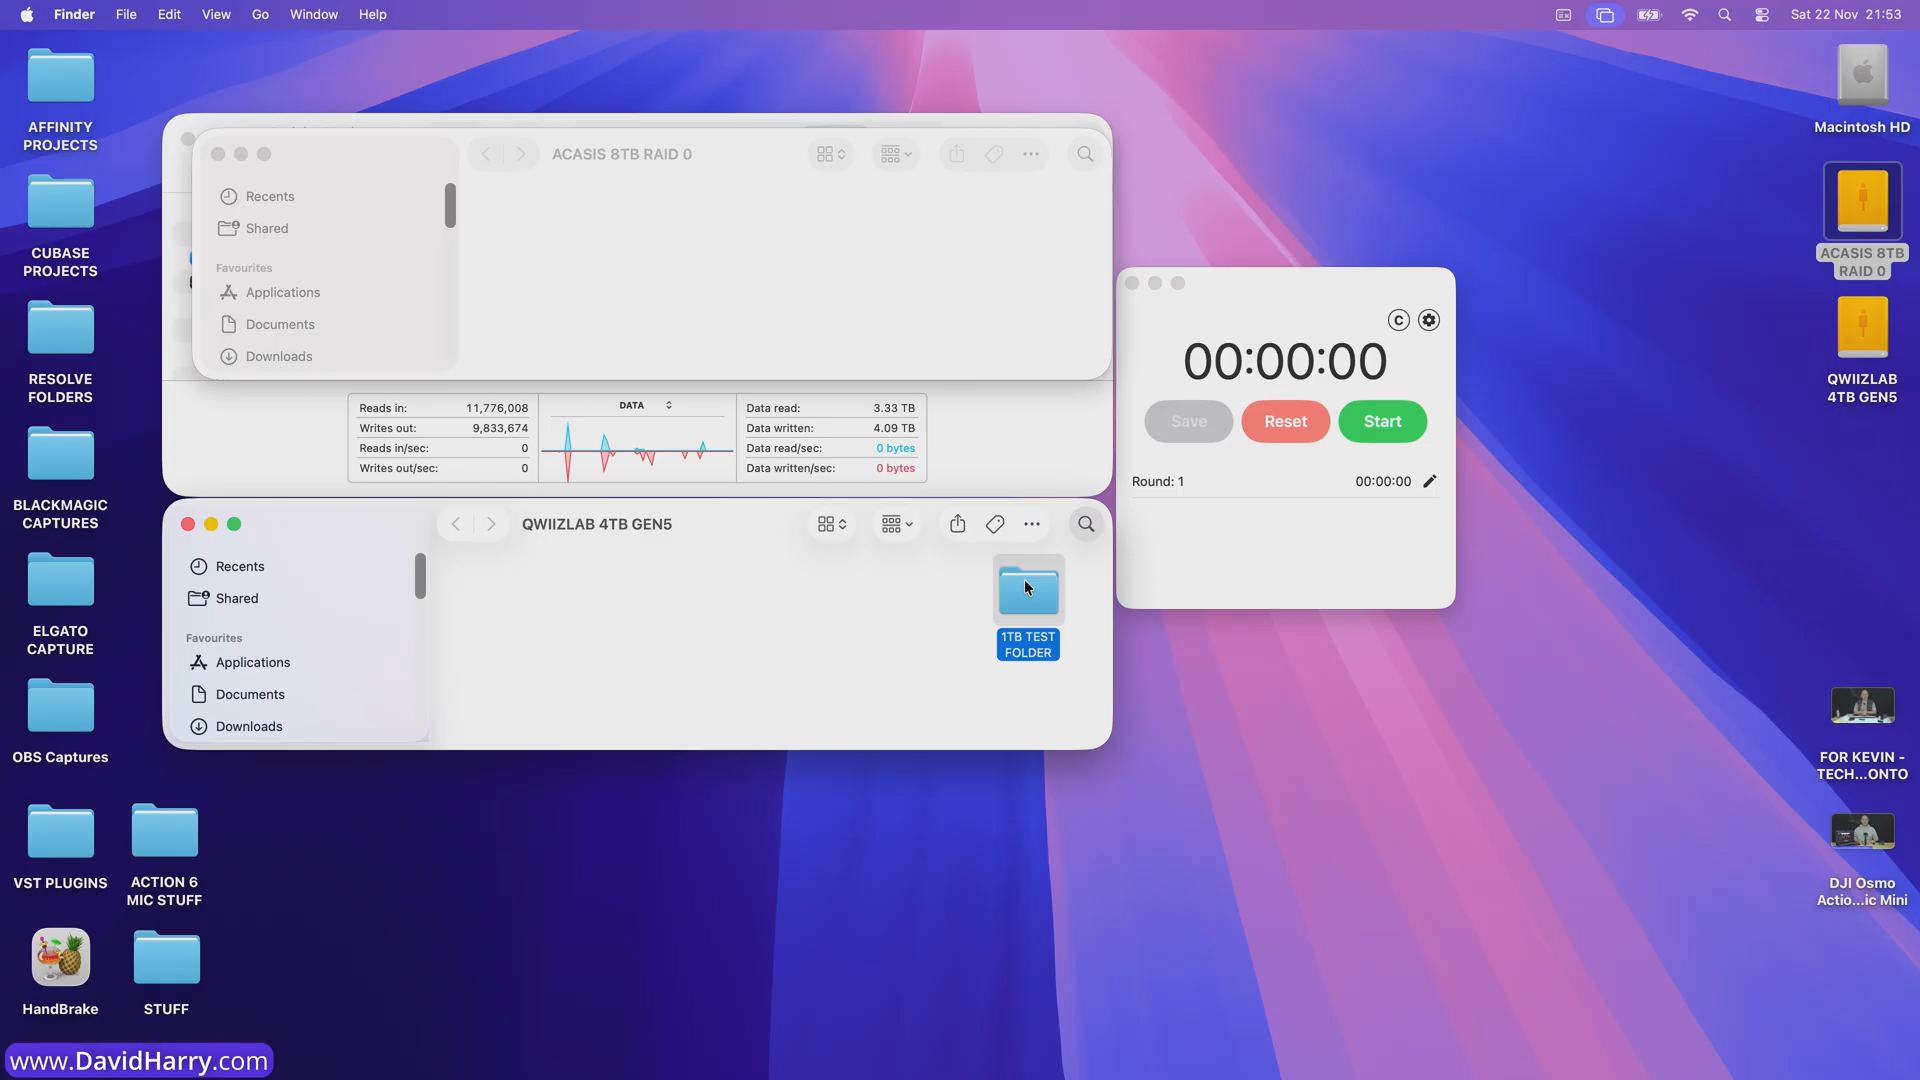 Finder File Edit View Go Window Help
Sat 22 Nov 21:53
AFFINITY
PROJECTS
CUBASE
PROJECTS
RESOLVE
FOLDERS
BLACKMAGIC
CAPTURES
ELGATO
CAPTURE
OBS Captures
VST PLUGINS
ACTION 6
MIC STUFF
HandBrake
STUFF
ACASIS 8TB RAID 0
Recents
Shared
Favourites
Applications
Documents
Downloads
Reads in: 11,776,008
Writes out: 9,833,674
Reads in/sec: 0
Writes out/sec: 0
DATA
Data read: 3.33 TB
Data written: 4.09 TB
Data read/sec: 0 bytes
Data written/sec: 0 bytes
QWIIZLAB 4TB GEN5
Recents
Shared
Favourites
Applications
Documents
Downloads
1TB TEST
FOLDER
C
00:00:00
Save Reset Start
Round: 1 00:00:00
Macintosh HD
ACASIS 8TB
RAID 0
QWIIZLAB
4TB GEN5
FOR KEVIN -
TECH...ONTO
DJI Osmo
Actio...ic Mini
www.DavidHarry.com